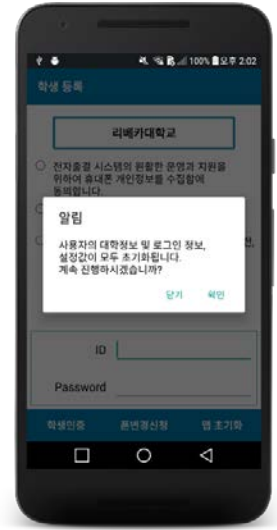 100% 오후 2:02
학생 등록
리베카대학교
전자출결 시스템의 원활한 운영과 지원을
위하여 휴대폰 개인정보를 수집함에
동의합니다.
알림
사용자의 대학정보 및 로그인 정보,
설정값이 모두 초기화됩니다.
계속 진행하시겠습니까?
닫기 확인
ID
Password
학생인증 폰변경신청 앱 초기화